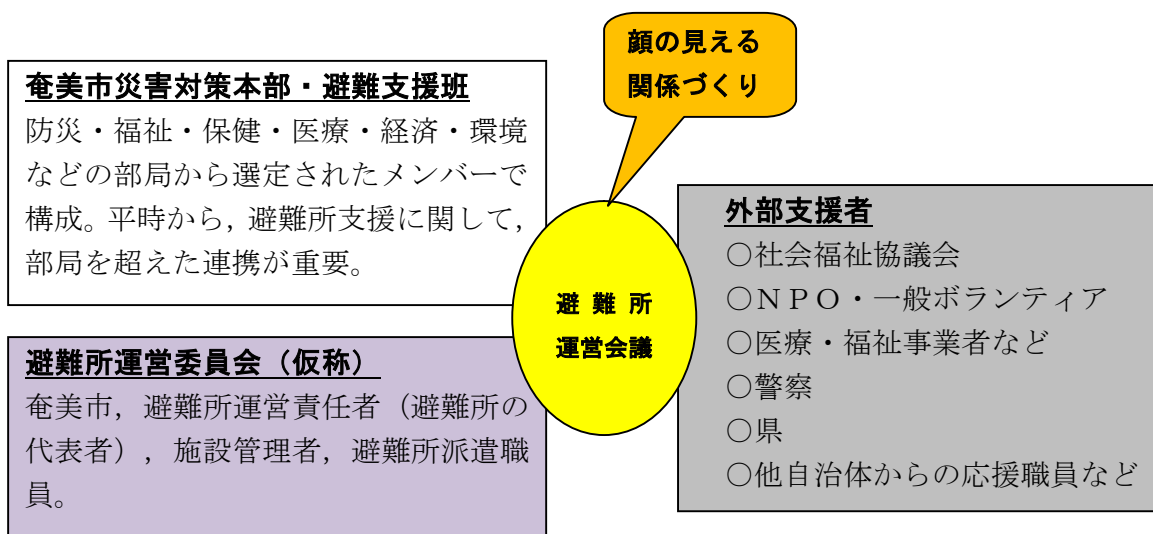 顔の見える
関係づくり
奄美市災害対策本部・避難支援班
防災・福祉・保健・医療・経済・環境
などの部局から選定されたメンバーで
構成。平時から，避難所支援に関して，
部局を超えた連携が重要。
避難所運営委員会（仮称）
奄美市，避難所運営責任者（避難所の
代表者），施設管理者，避難所派遣職
員。
避 難 所
運営会議
外部支援者
○社会福祉協議会
○ＮＰＯ・一般ボランティア
○医療・福祉事業者など
○警察
○県
○他自治体からの応援職員など